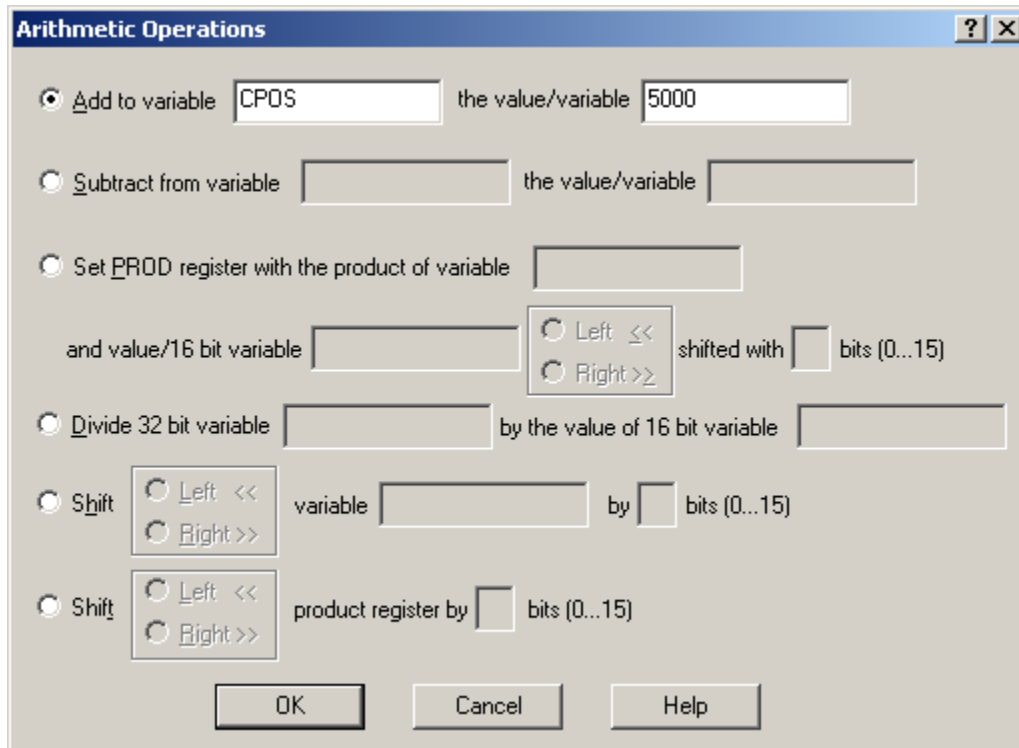 Arithmetic Operations
Add to variable CPOS the value/variable 5000
Subtract from variable the value/variable
Set PROD register with the product of variable
and value/16 bit variable Left << shifted with bits (0...15)
Right >>
Divide 32 bit variable by the value of 16 bit variable
Shift Left << variable by bits (0...15)
Right >>
Shift Left << product register by bits (0...15)
Right >>
OK Cancel Help